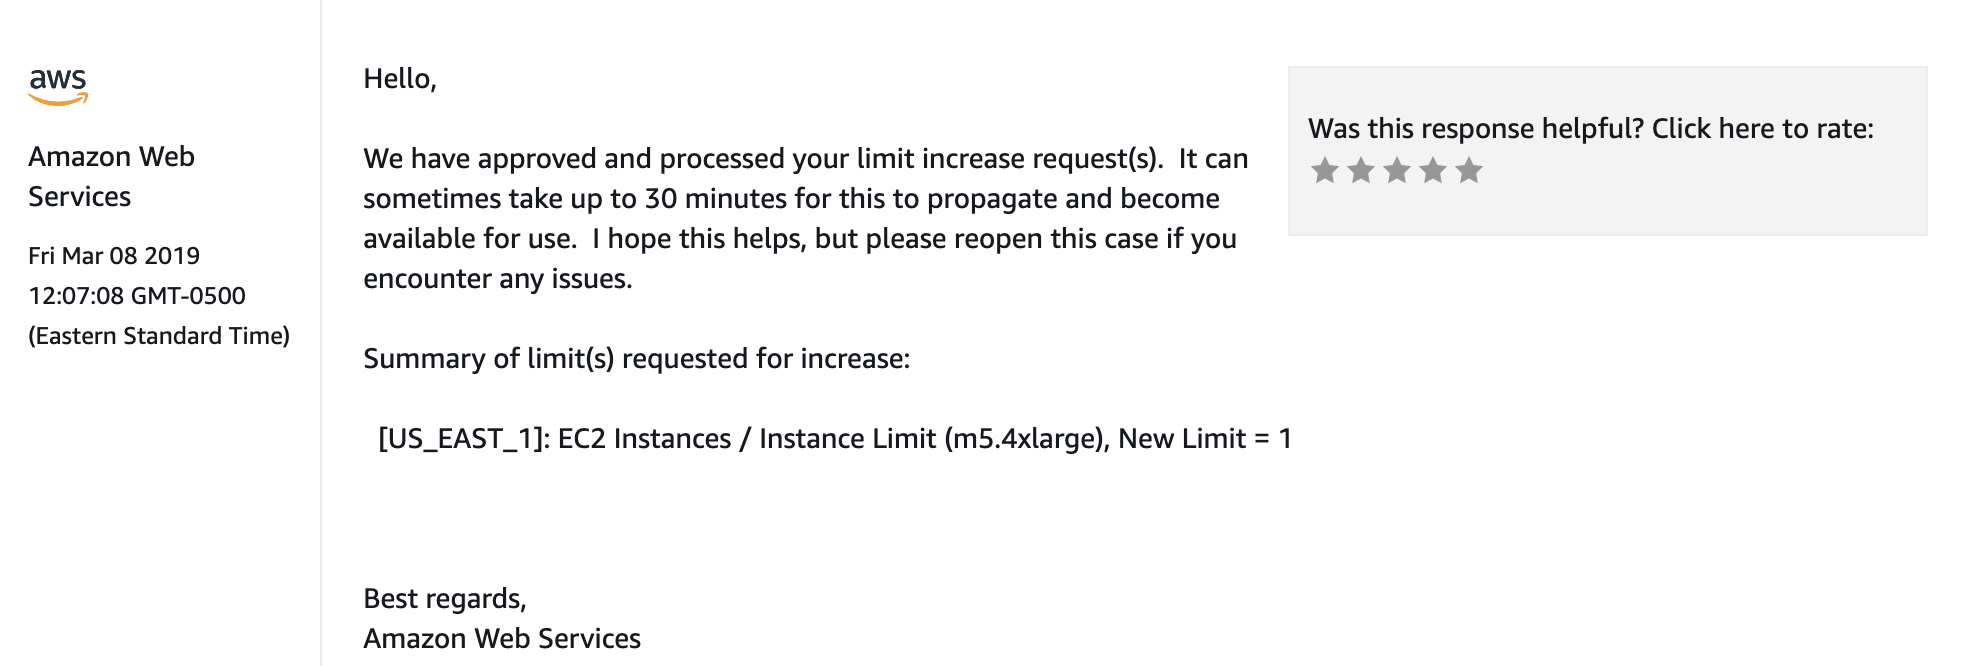 aws
Amazon Web
Services
Fri Mar 08 2019
12:07:08 GMT-0500
(Eastern Standard Time)
Hello,
We have approved and processed your limit increase request(s).  It can
sometimes take up to 30 minutes for this to propagate and become
available for use.  I hope this helps, but please reopen this case if you
encounter any issues.
Summary of limit(s) requested for increase:
[US_EAST_1]: EC2 Instances / Instance Limit (m5.4xlarge), New Limit = 1
Best regards,
Amazon Web Services
Was this response helpful? Click here to rate: